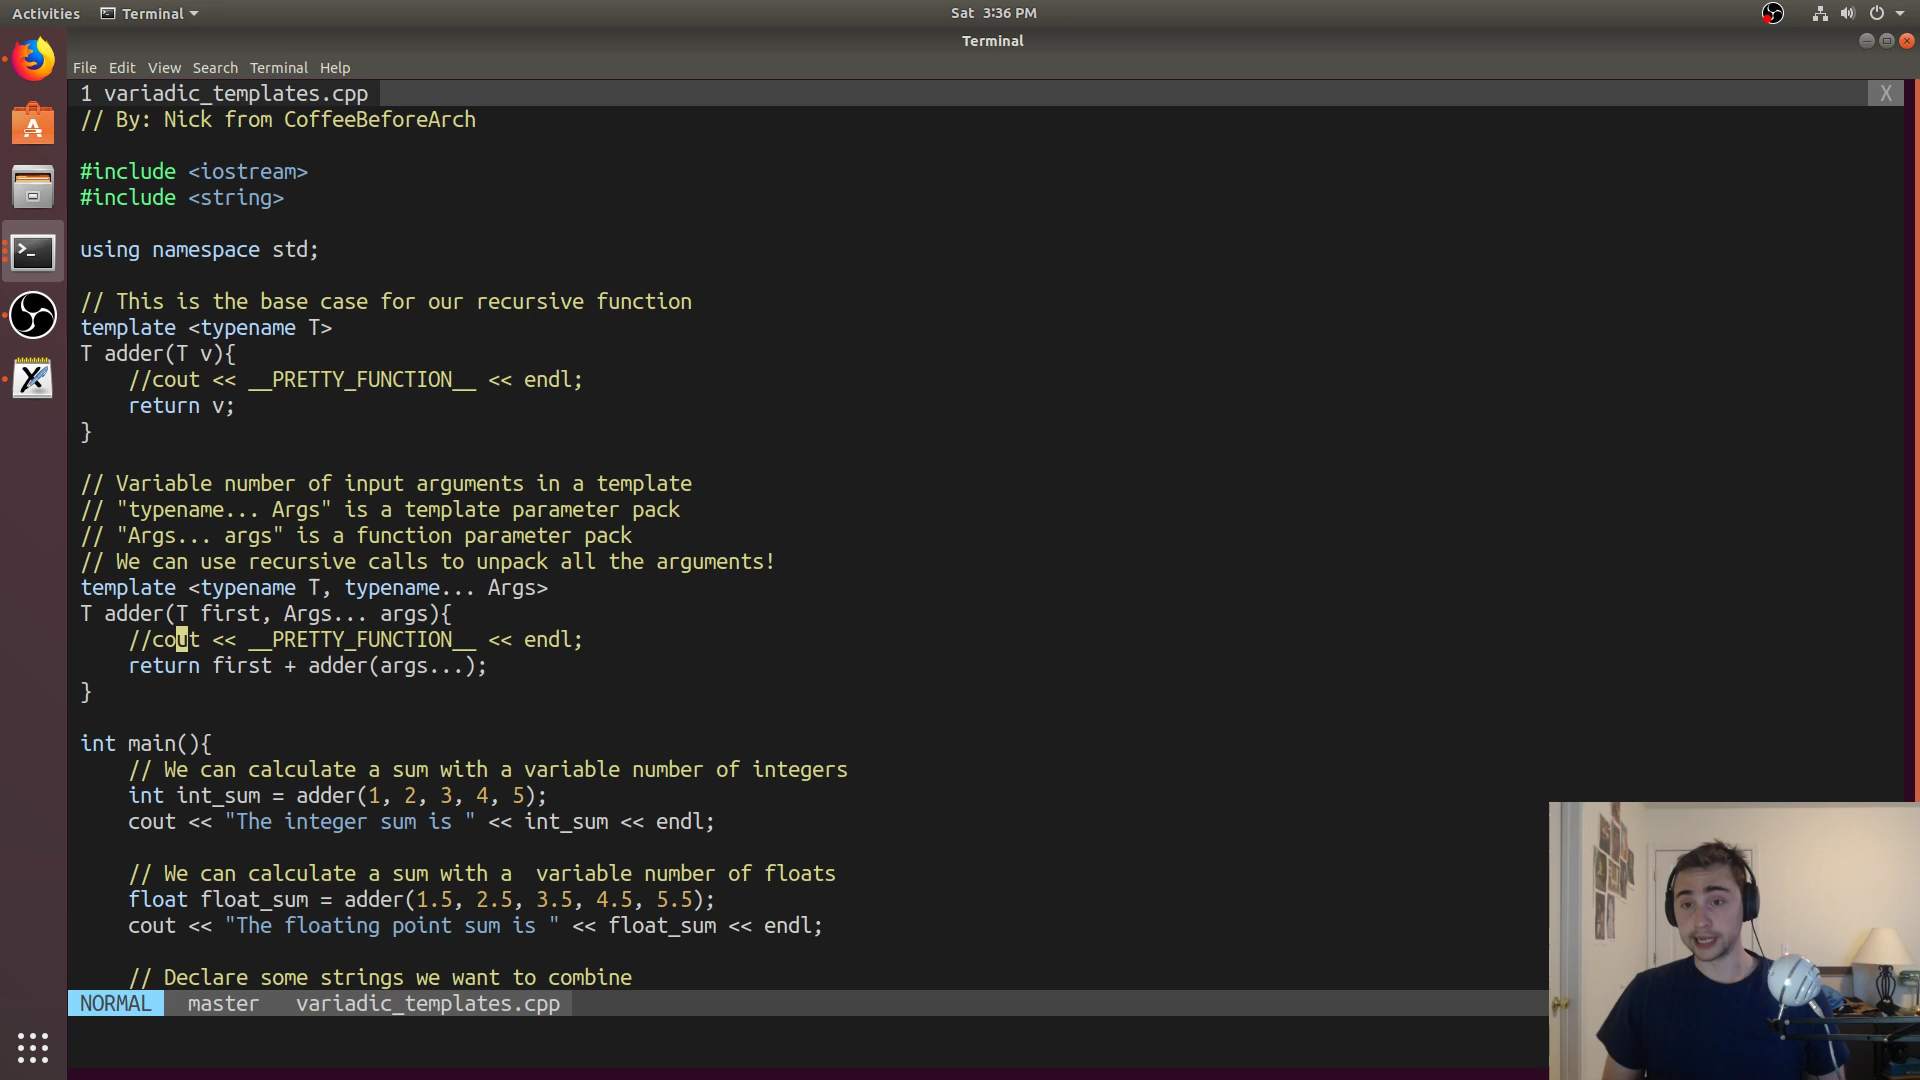 Activities Terminal Sat 3:36 PM
Terminal
File Edit View Search Terminal Help
1 variadic_templates.cpp X
// By: Nick from CoffeeBeforeArch
#include <iostream>
#include <string>
using namespace std;
// This is the base case for our recursive function
template <typename T>
T adder(T v){
//cout << __PRETTY_FUNCTION__ << endl;
return v;
}
// Variable number of input arguments in a template
// "typename... Args" is a template parameter pack
// "Args... args" is a function parameter pack
// We can use recursive calls to unpack all the arguments!
template <typename T, typename... Args>
T adder(T first, Args... args){
//cout << __PRETTY_FUNCTION__ << endl;
return first + adder(args...);
}
int main(){
// We can calculate a sum with a variable number of integers
int int_sum = adder(1, 2, 3, 4, 5);
cout << "The integer sum is " << int_sum << endl;
// We can calculate a sum with a  variable number of floats
float float_sum = adder(1.5, 2.5, 3.5, 4.5, 5.5);
cout << "The floating point sum is " << float_sum << endl;
// Declare some strings we want to combine
NORMAL master variadic_templates.cpp